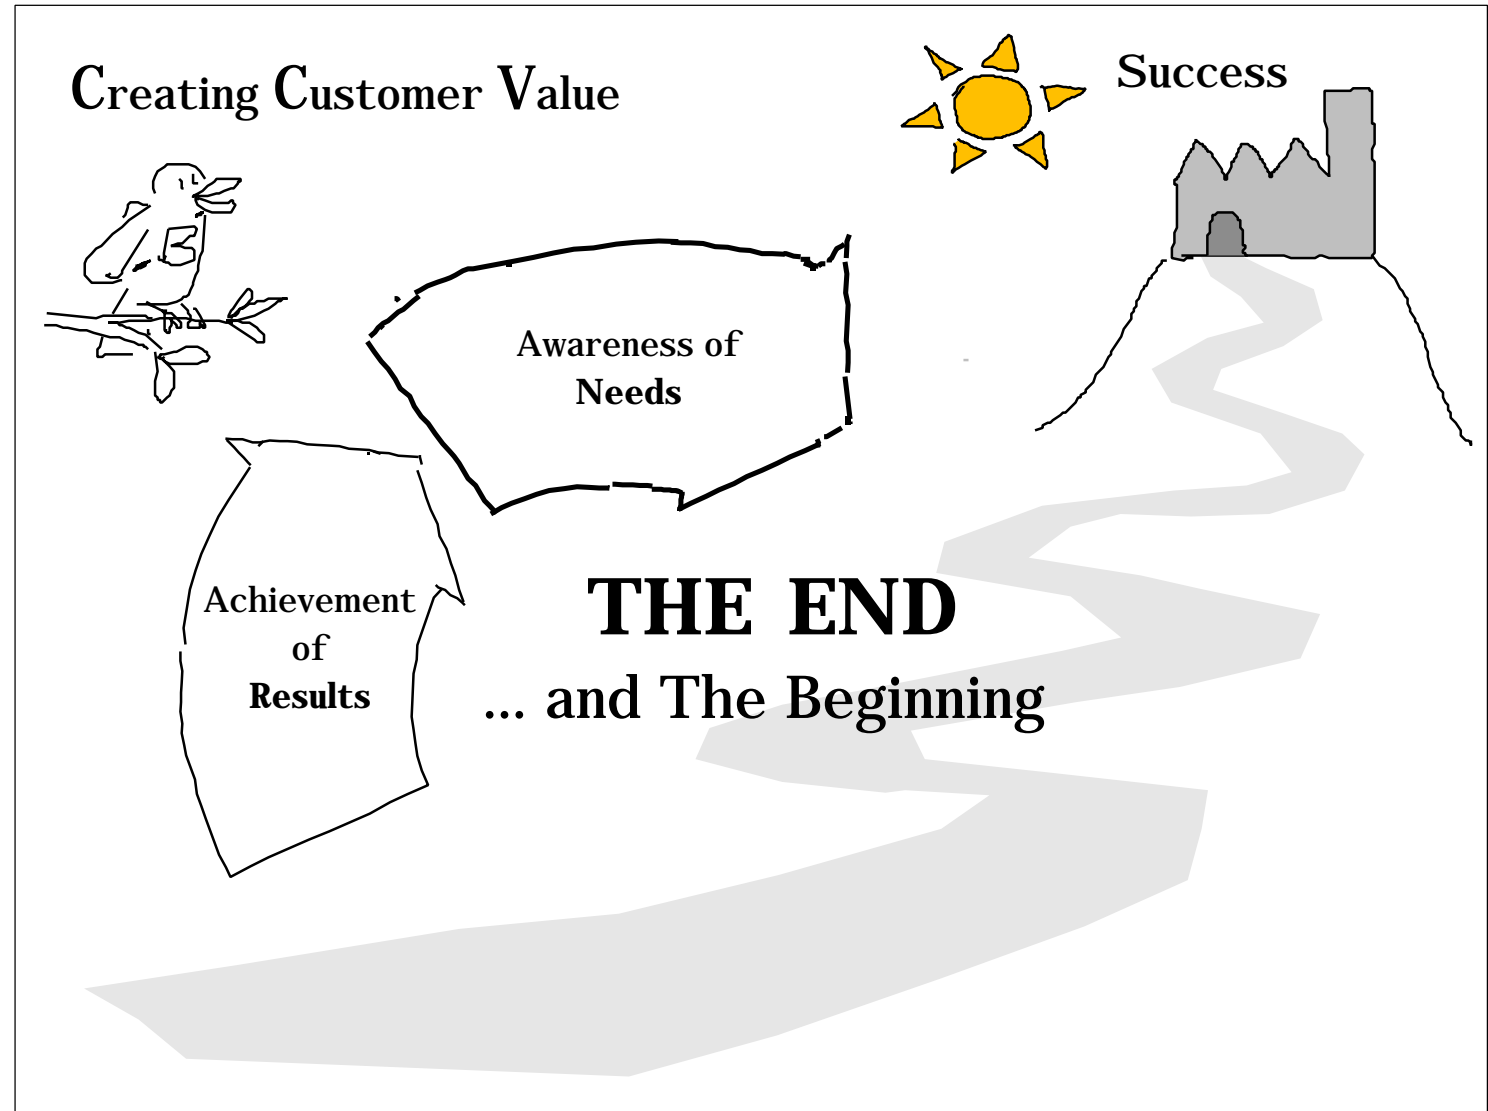 Creating Customer Value
Success
Awareness of
Needs
Achievement
of
Results
THE END
... and The Beginning